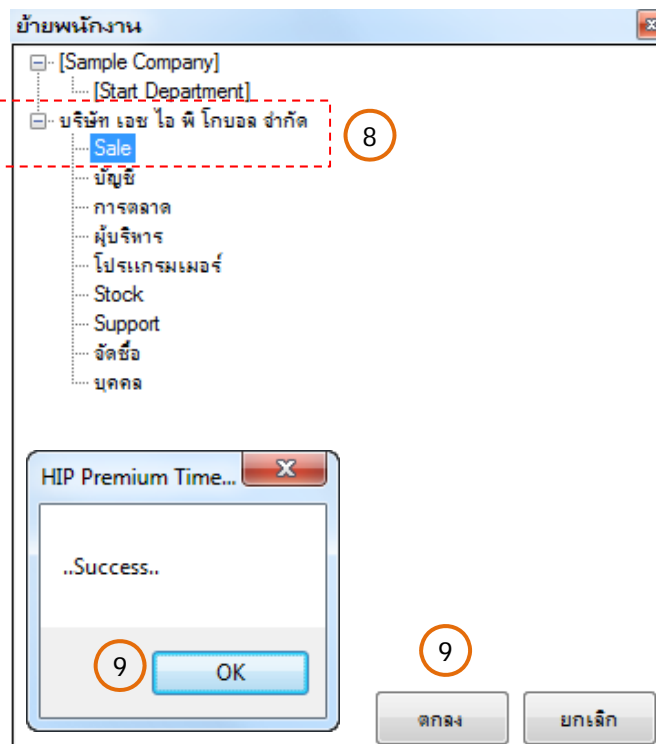 ย้ายพนักงาน
[Sample Company]
[Start Department]
บริษัท เอช ไอ พี โกบอล จำกัด
8
Sale
บัญชี
การตลาด
ผู้บริหาร
โปรแกรมเมอร์
Stock
Support
จัดซื้อ
บุคคล
HIP Premium Time...
..Success..
9
OK
9
ตกลง
ยกเลิก